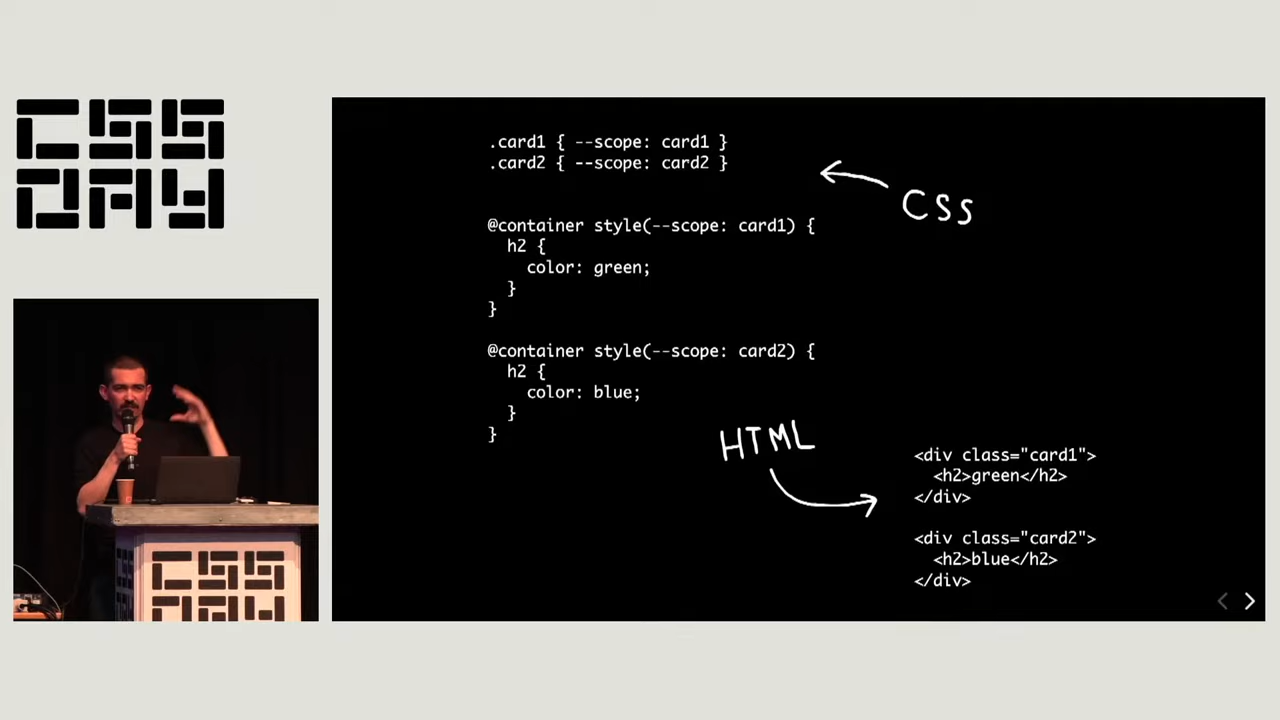 CSS
DAY
.card1 { --scope: card1 }
.card2 { --scope: card2 }
CSS
@container style(--scope: card1) {
  h2 {
    color: green;
  }
}
@container style(--scope: card2) {
  h2 {
    color: blue;
  }
}
HTML
<div class="card1">
  <h2>green</h2>
</div>
<div class="card2">
  <h2>blue</h2>
</div>
CSS
DAY